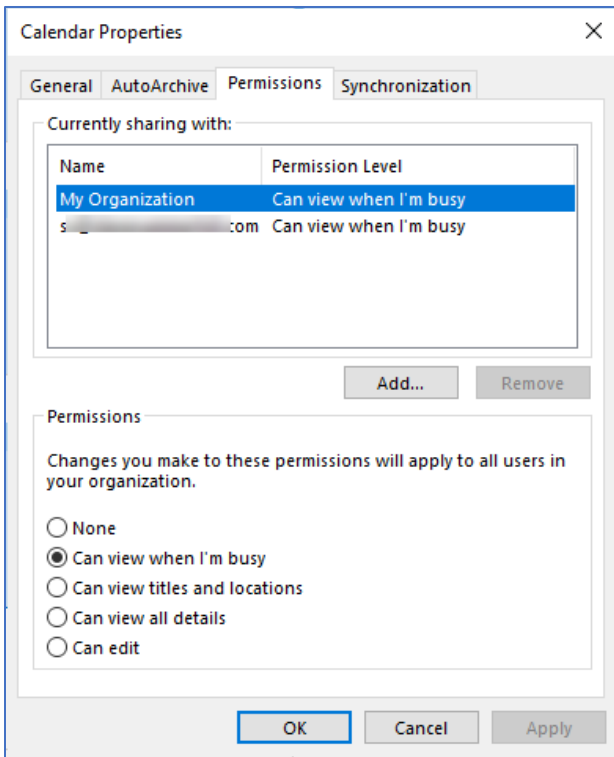 Calendar Properties
General AutoArchive Permissions Synchronization
Currently sharing with:
Name Permission Level
My Organization Can view when I'm busy
com Can view when I'm busy
Add... Remove
Permissions
Changes you make to these permissions will apply to all users in
your organization.
None
Can view when I'm busy
Can view titles and locations
Can view all details
Can edit
OK Cancel Apply